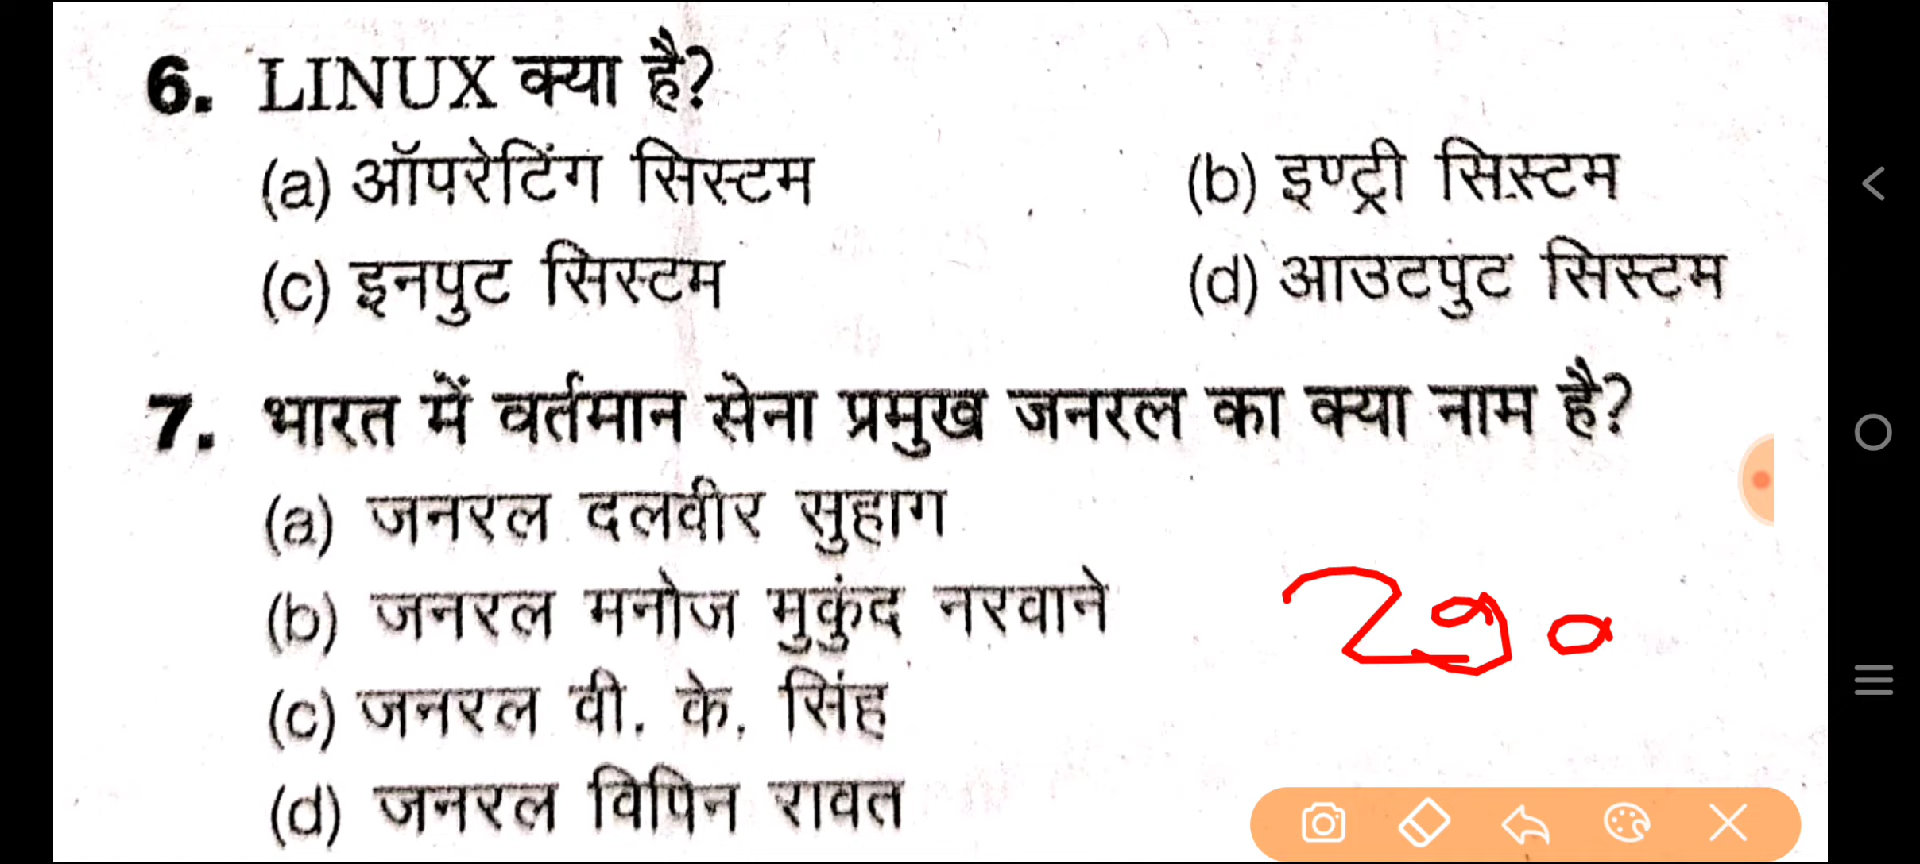 6. LINUX क्या है?
(a) ऑपरेटिंग सिस्टम (b) इण्ट्री सिस्टम
(c) इनपुट सिस्टम (d) आउटपुट सिस्टम
7. भारत में वर्तमान सेना प्रमुख जनरल का क्या नाम है?
(a) जनरल दलवीर सुहाग
(b) जनरल मनोज मुकुंद नरवाने
(c) जनरल वी. के. सिंह
(d) जनरल विपिन रावत